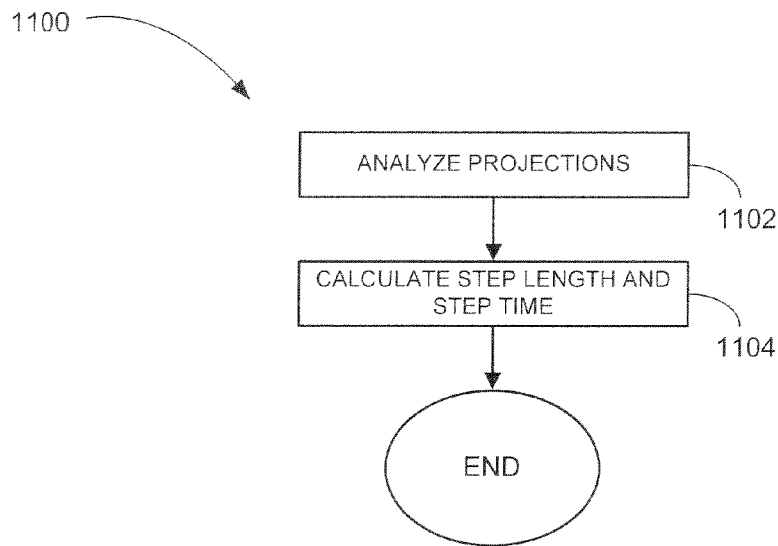 1100
ANALYZE PROJECTIONS
1102
CALCULATE STEP LENGTH AND
STEP TIME
1104
END